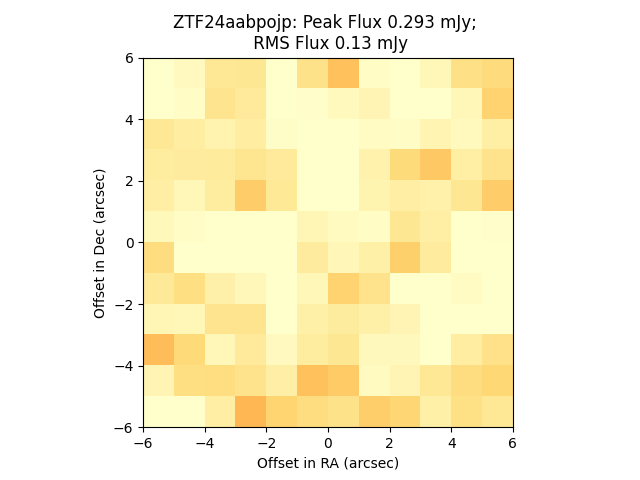 ZTF24aabpojp: Peak Flux 0.293 mJy;
RMS Flux 0.13 mJy
6
4
2
0
−2
−4
−6
−6 −4 −2 0 2 4 6
Offset in Dec (arcsec)
Offset in RA (arcsec)